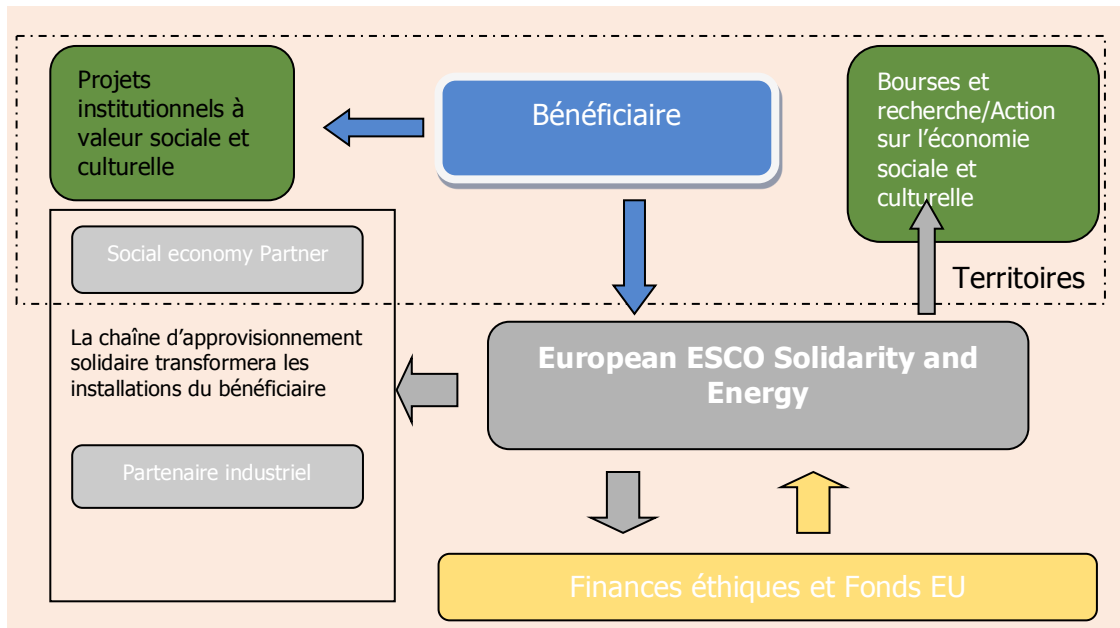 Projets
institutionnels à
valeur sociale et
culturelle
Bénéficiaire
Bourses et
recherche/Action
sur l’économie
sociale et
culturelle
Social economy Partner
Territoires
La chaîne d’approvisionnement
solidaire transformera les
installations du bénéficiaire
European ESCO Solidarity and
Energy
Partenaire industriel
Finances éthiques et Fonds EU